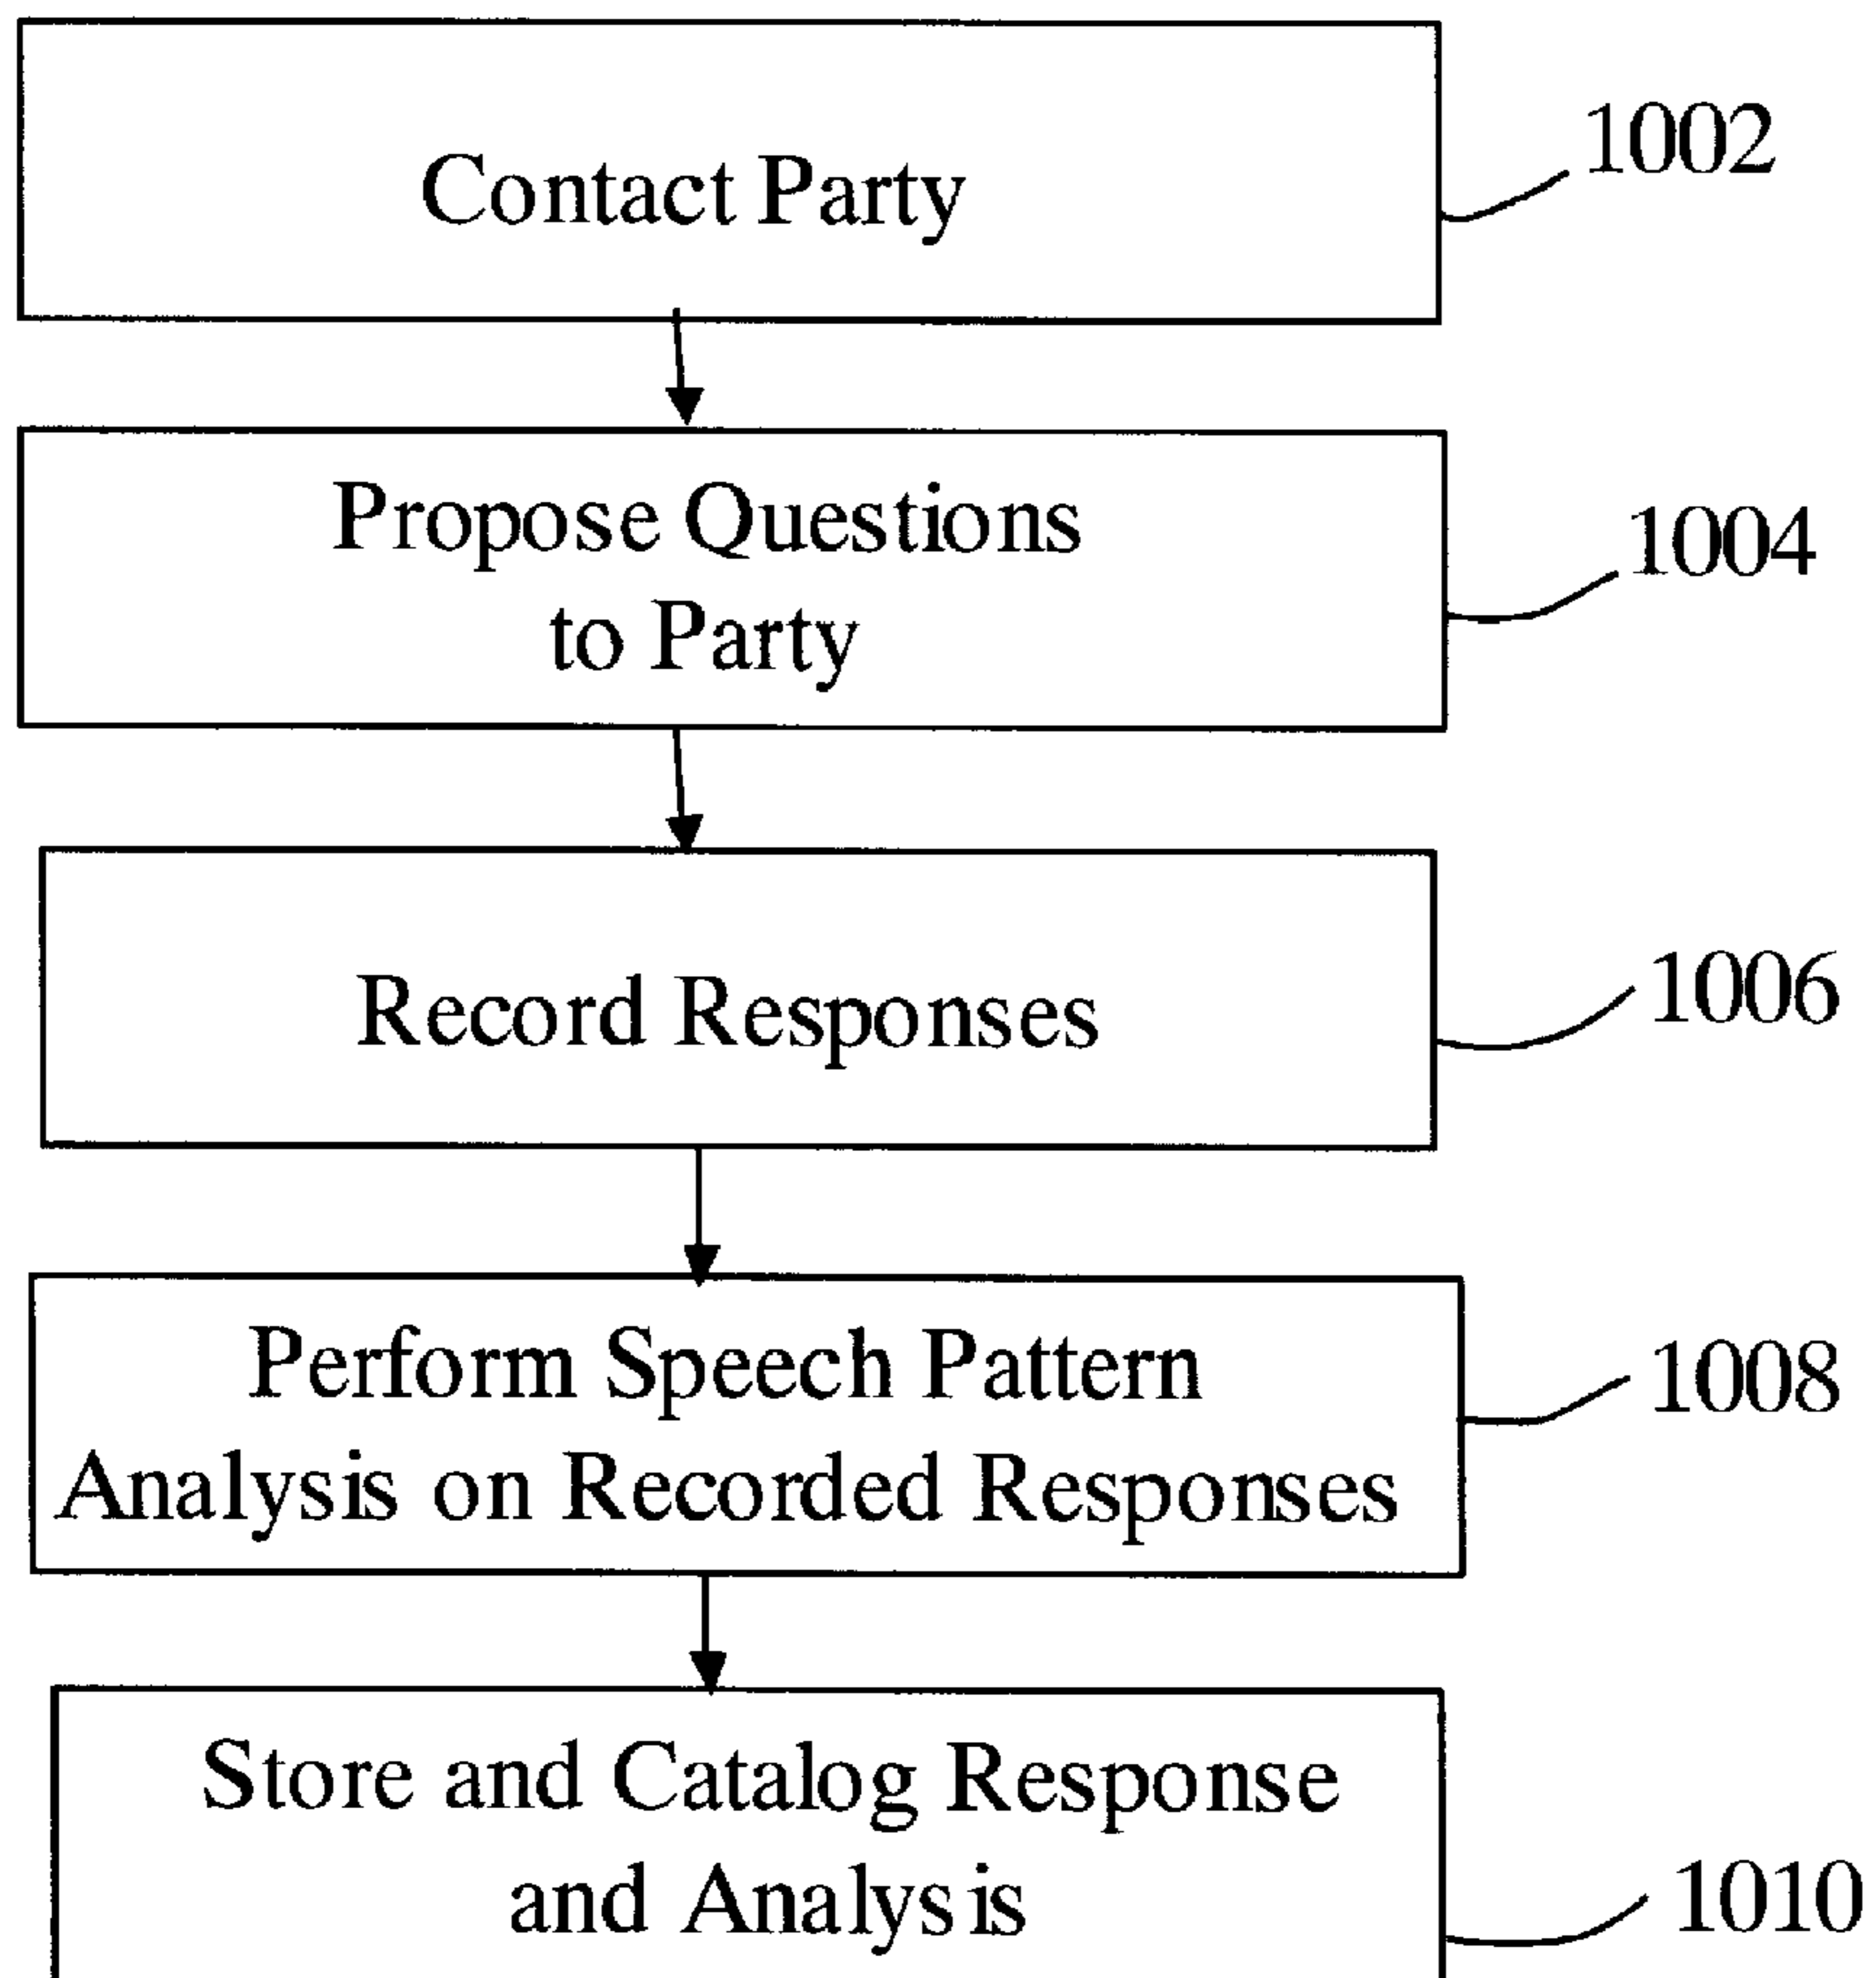 Contact Party
1002
Propose Questions
to Party
1004
Record Responses
1006
Perform Speech Pattern
Analysis on Recorded Responses
1008
Store and Catalog Response
and Analysis
1010